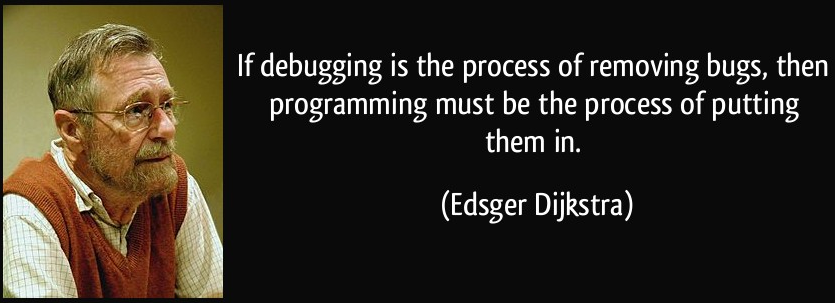 If debugging is the process of removing bugs, then
programming must be the process of putting
them in.
(Edsger Dijkstra)